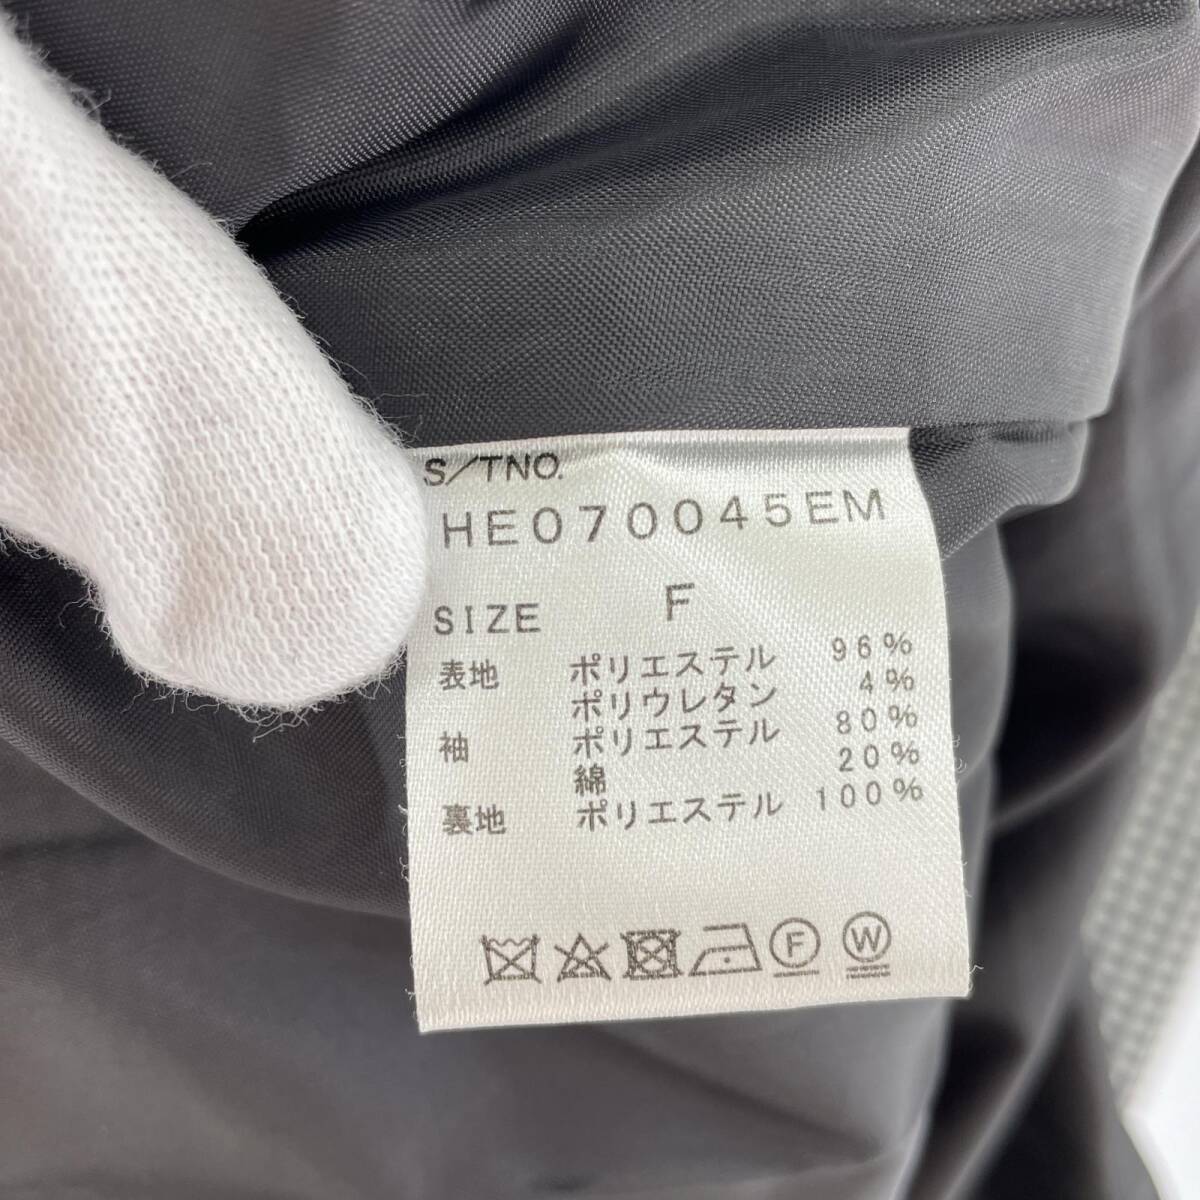 S/TNO.
HE070045EM
SIZE F
表地 ポリエステル 96%
ポリウレタン 4%
袖 ポリエステル 80%
綿 20%
裏地 ポリエステル 100%
F W